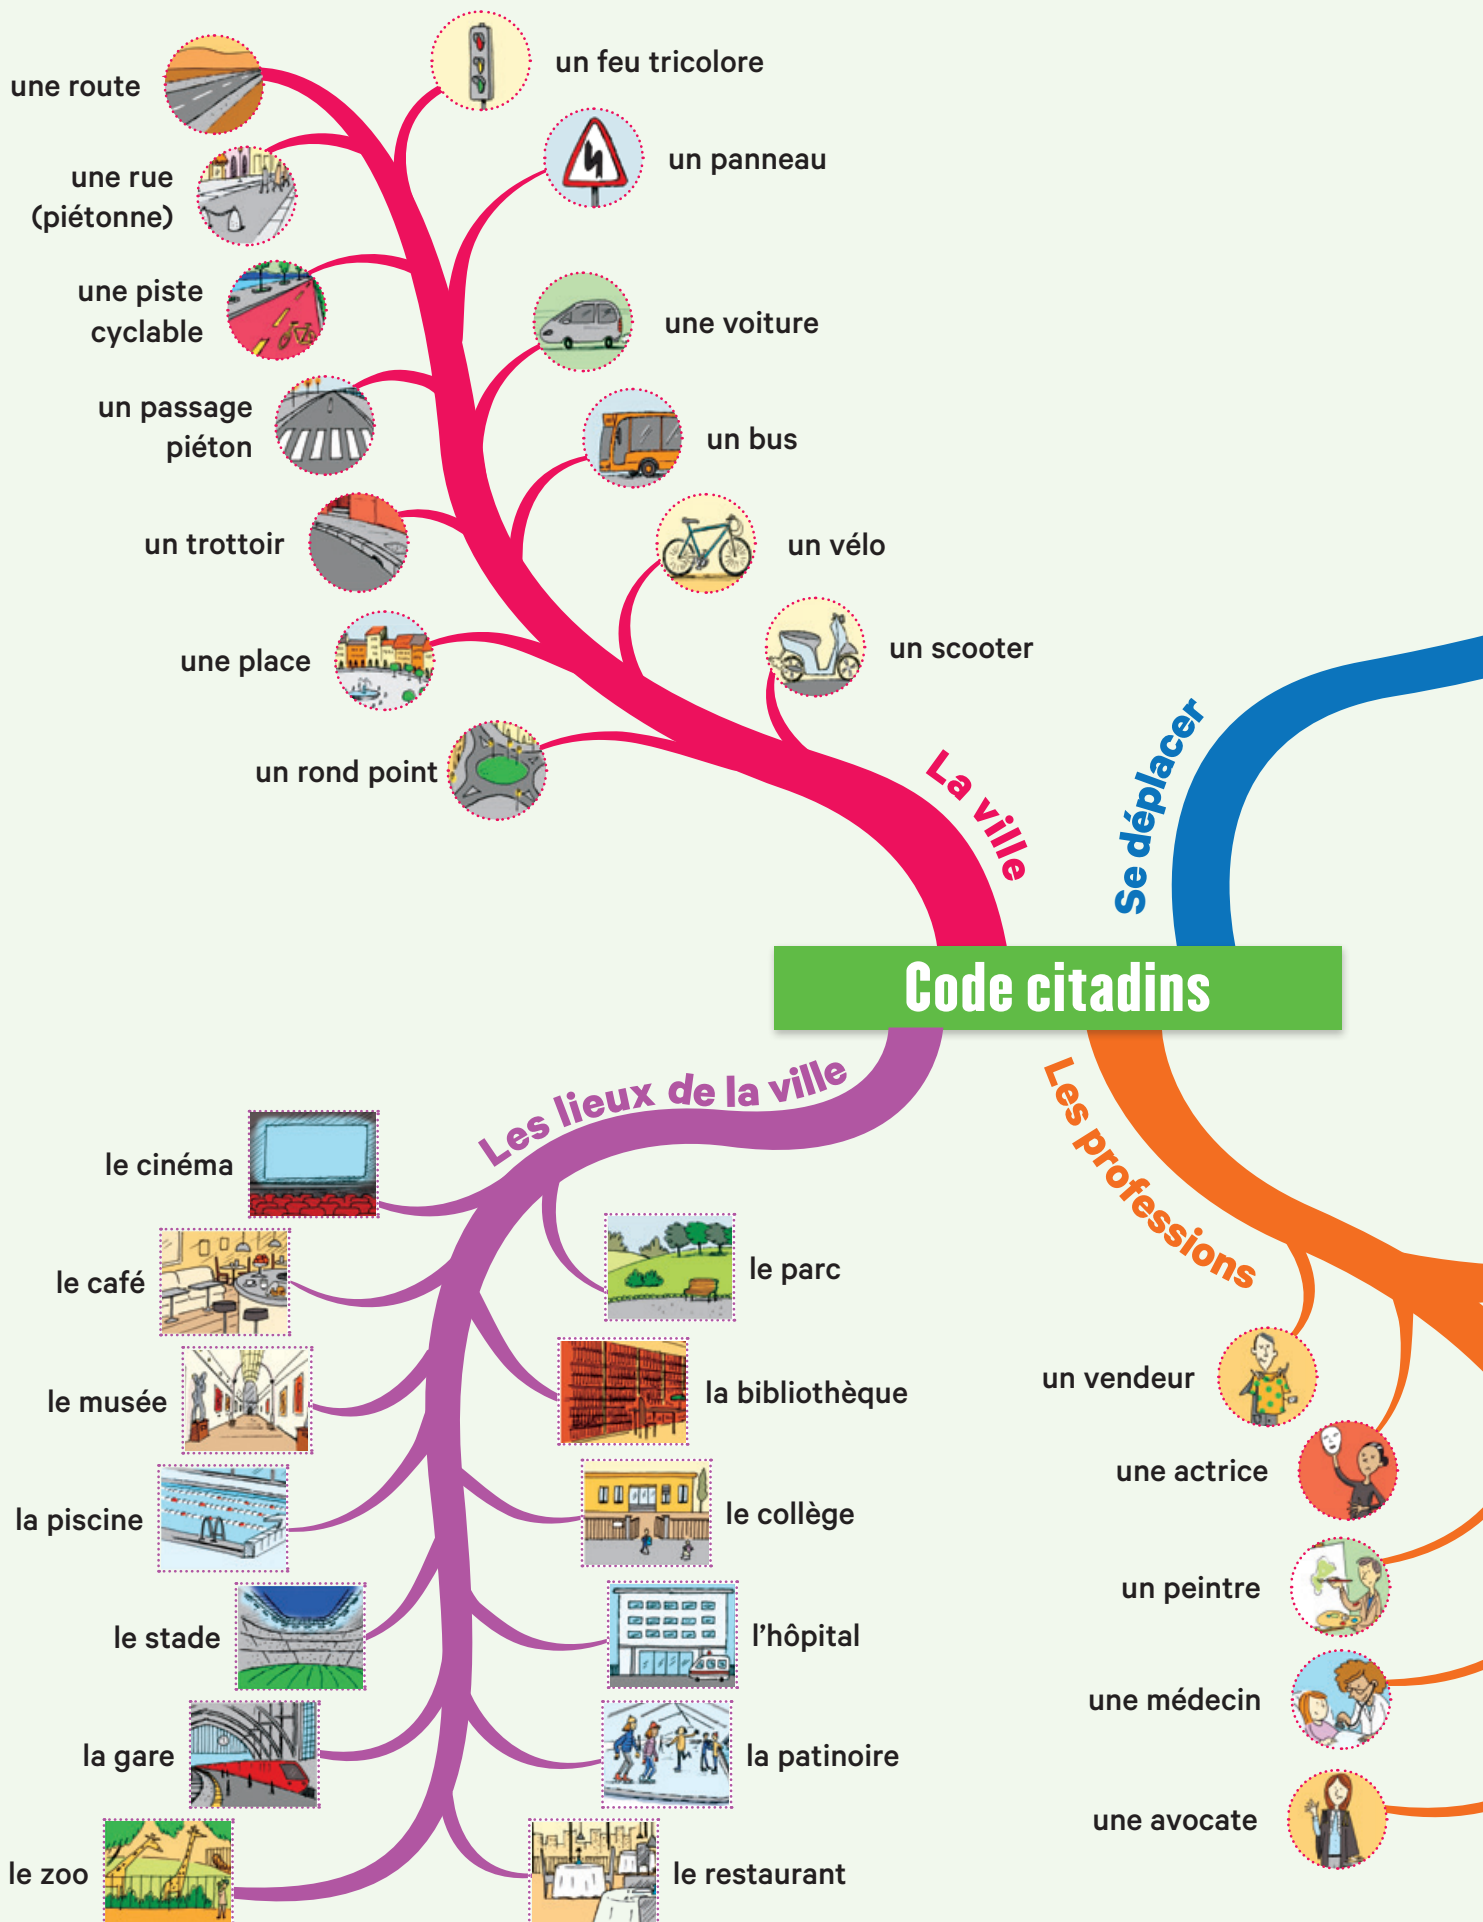 une route
un feu tricolore
une rue
(piétonne)
un panneau
une piste
cyclable
une voiture
un passage
piéton
un bus
un trottoir
un vélo
une place
un scooter
un rond point
La ville
Se déplacer
Code citadins
Les lieux de la ville
Les professions
le cinéma
le café
le parc
le musée
la bibliothèque
la piscine
le collège
le stade
l'hôpital
la gare
la patinoire
le zoo
le restaurant
un vendeur
une actrice
un peintre
une médecin
une avocate